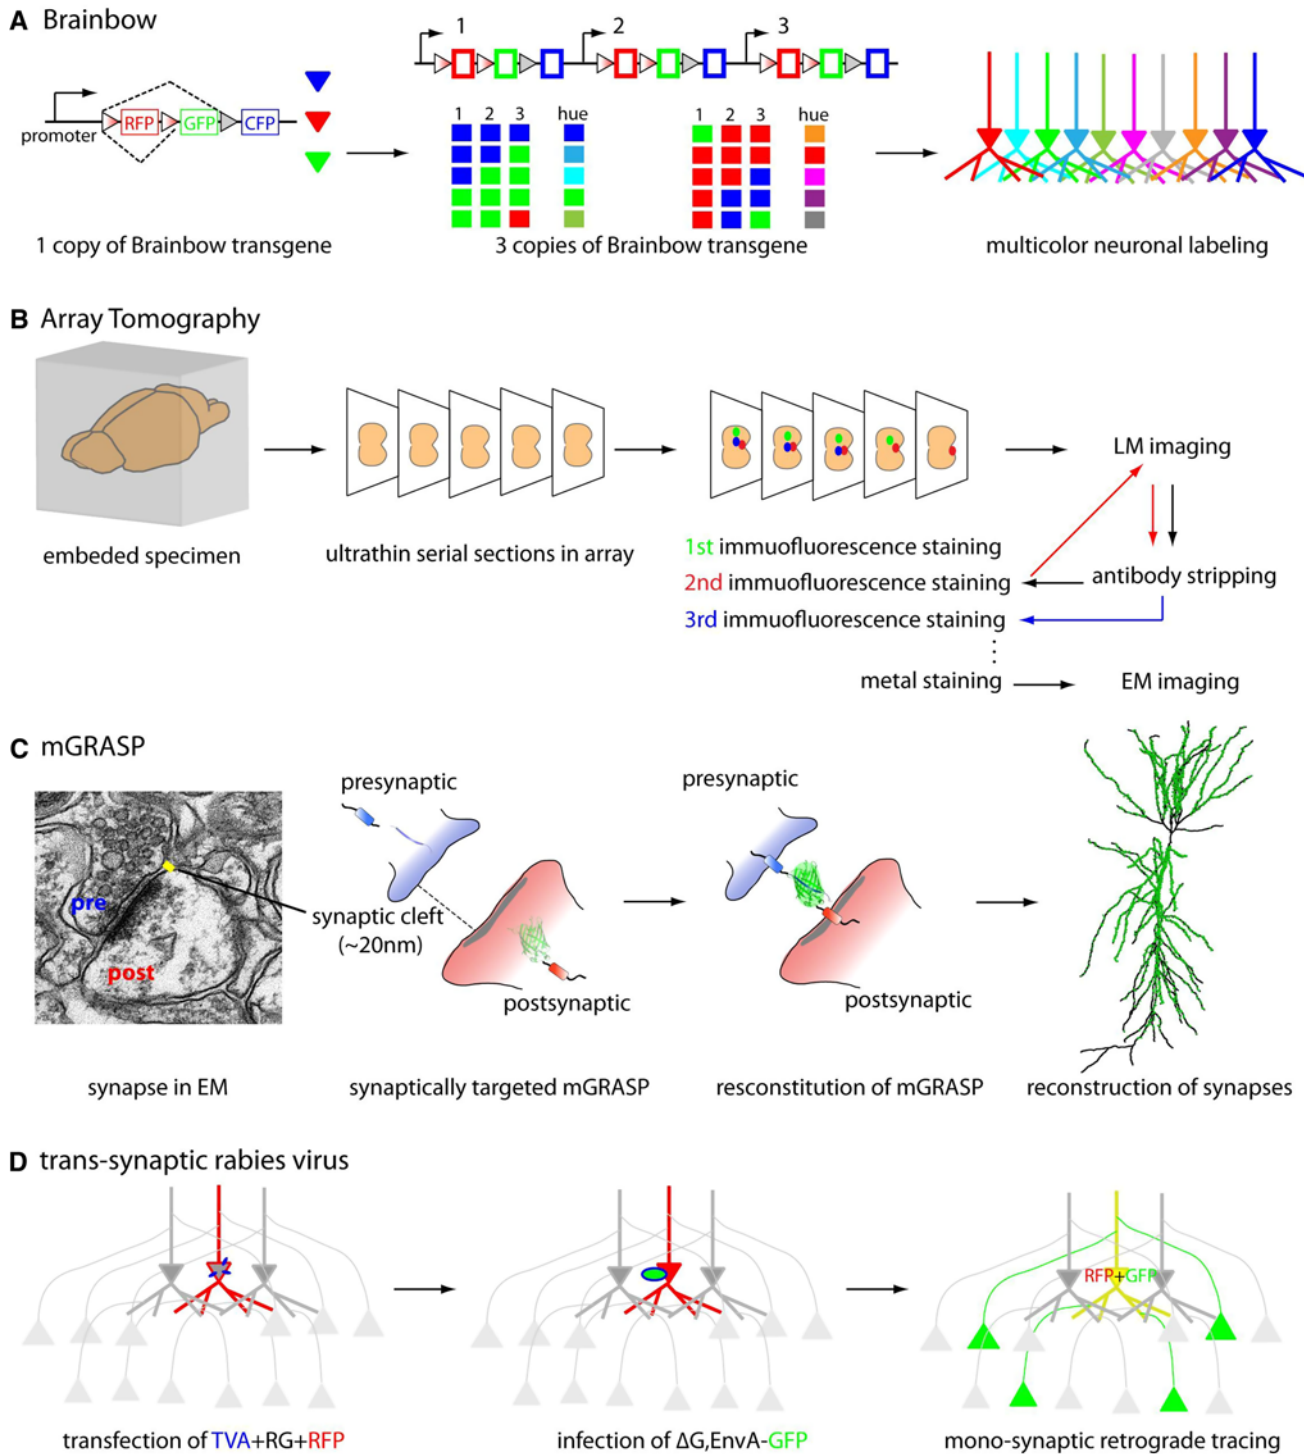 A Brainbow
1 2 3
promoter RFP GFP CFP
1 2 3 hue
1 2 3 hue
1 copy of Brainbow transgene
3 copies of Brainbow transgene
multicolor neuronal labeling
B Array Tomography
embeded specimen
ultrathin serial sections in array
1st immuofluorescence staining
2nd immuofluorescence staining
3rd immuofluorescence staining
metal staining
LM imaging
antibody stripping
EM imaging
C mGRASP
pre
post
synaptic cleft
(~20nm)
presynaptic
postsynaptic
presynaptic
postsynaptic
synapse in EM
synaptically targeted mGRASP
resconstitution of mGRASP
reconstruction of synapses
D trans-synaptic rabies virus
RFP+GFP
transfection of TVA+RG+RFP
infection of ΔG,EnvA-GFP
mono-synaptic retrograde tracing